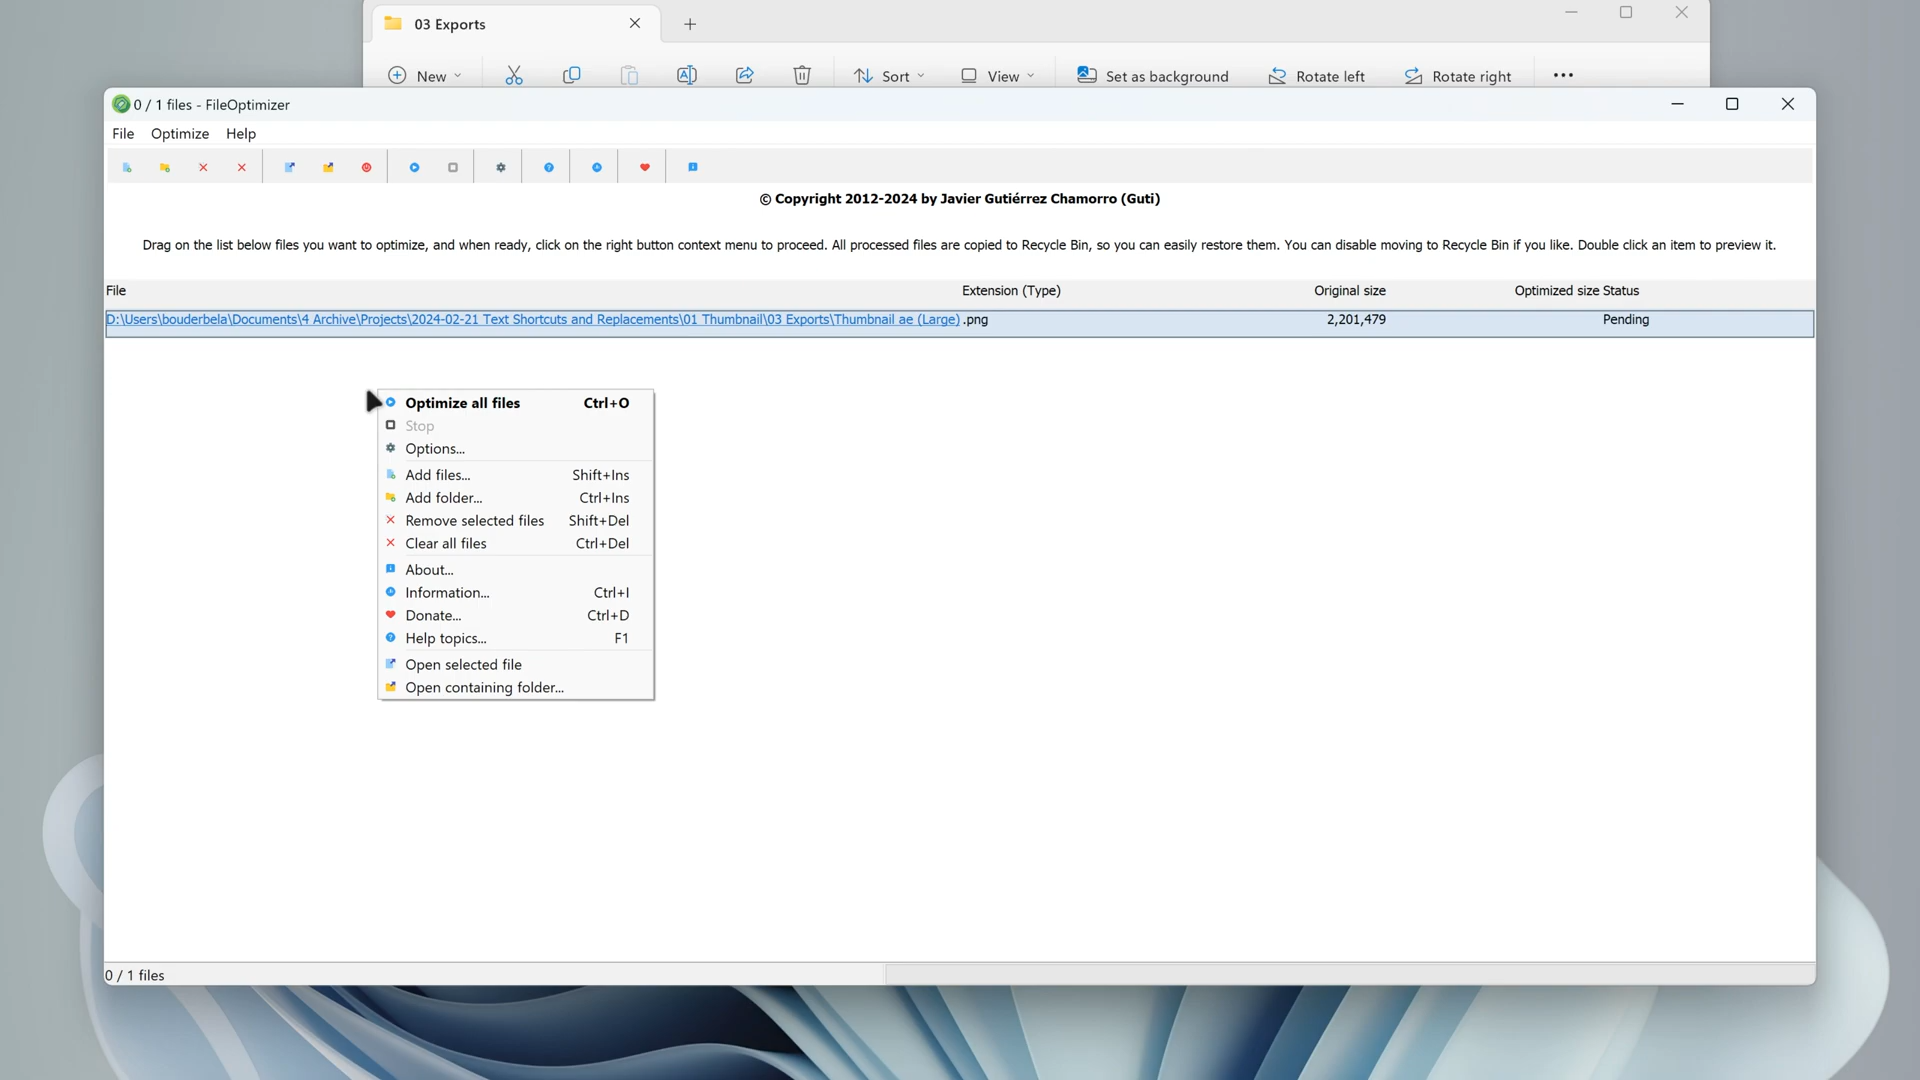 03 Exports
New
Sort
View
Set as background
Rotate left
Rotate right
0 / 1 files - FileOptimizer
File Optimize Help
© Copyright 2012-2024 by Javier Gutiérrez Chamorro (Guti)
Drag on the list below files you want to optimize, and when ready, click on the right button context menu to proceed. All processed files are copied to Recycle Bin, so you can easily restore them. You can disable moving to Recycle Bin if you like. Double click an item to preview it.
File Extension (Type) Original size Optimized size Status
D:\Users\bouderbela\Documents\4 Archive\Projects\2024-02-21 Text Shortcuts and Replacements\01 Thumbnail\03 Exports\Thumbnail ae (Large) .png 2,201,479 Pending
Optimize all files Ctrl+O
Stop
Options...
Add files... Shift+Ins
Add folder... Ctrl+Ins
Remove selected files Shift+Del
Clear all files Ctrl+Del
About...
Information... Ctrl+I
Donate... Ctrl+D
Help topics... F1
Open selected file
Open containing folder...
0 / 1 files